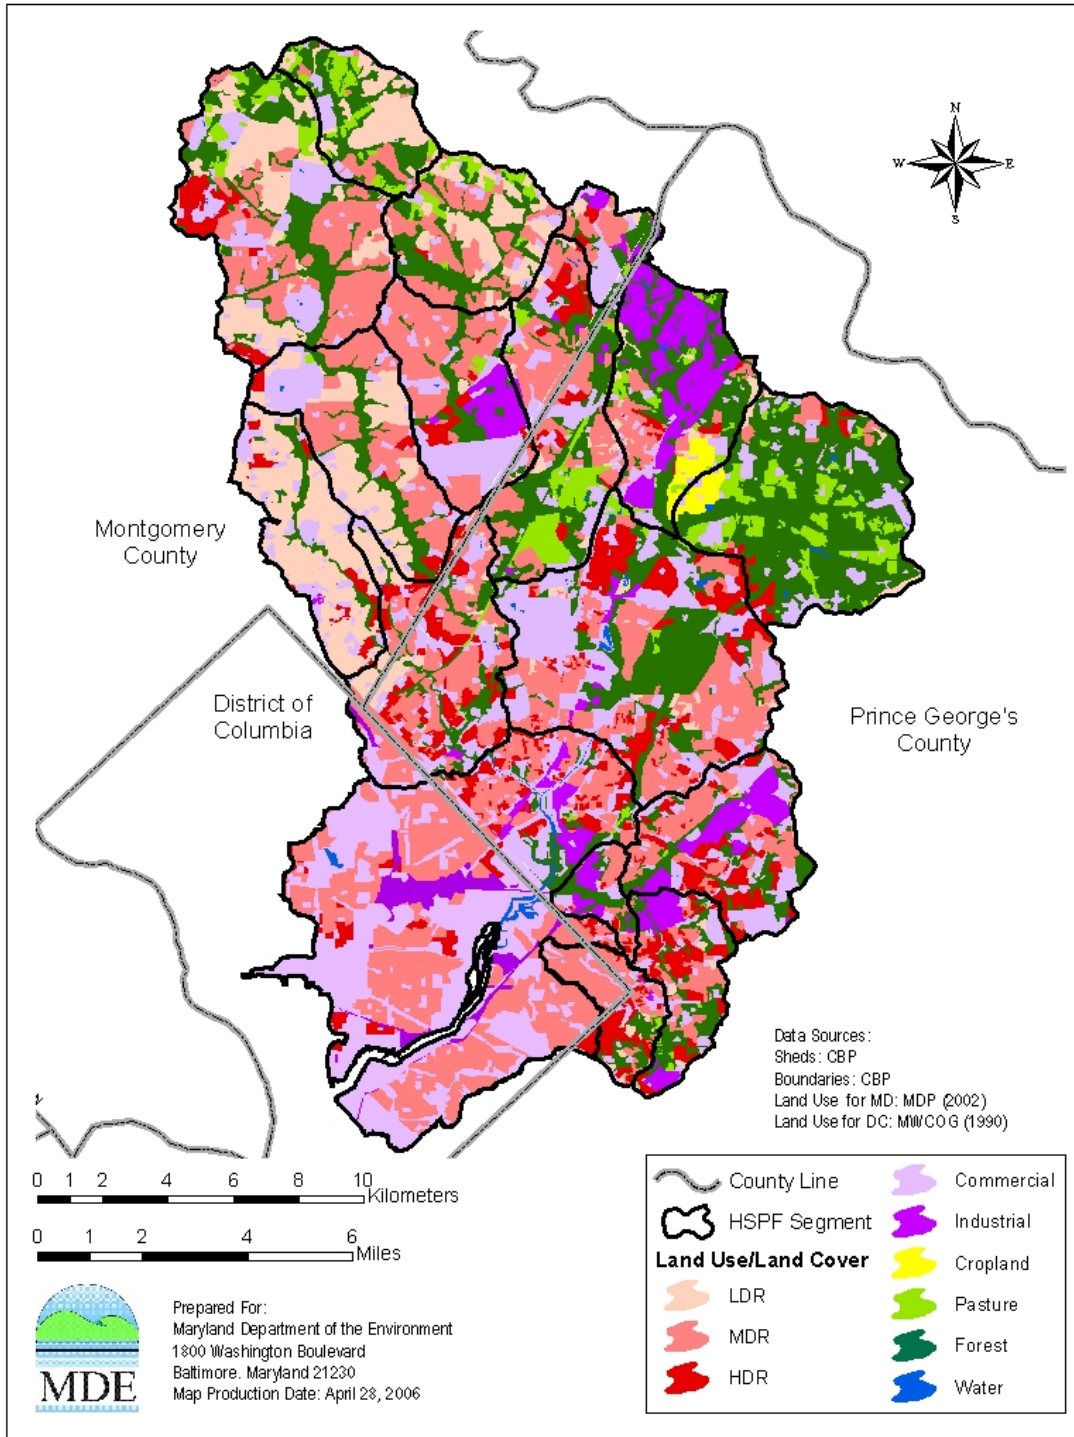 N
W
E
S
Montgomery
County
District of
Columbia
Prince George's
County
Data Sources:
Sheds: CBP
Boundaries: CBP
Land Use for MD: MDP (2002)
Land Use for DC: MWCOG (1990)
0 1 2 4 6 8 10
Kilometers
0 1 2 4 6
Miles
MDE
Prepared For:
Maryland Department of the Environment
1800 Washington Boulevard
Baltimore. Maryland 21230
Map Production Date: April 28, 2006
County Line
HSPF Segment
Land Use/Land Cover
LDR
MDR
HDR
Commercial
Industrial
Cropland
Pasture
Forest
Water